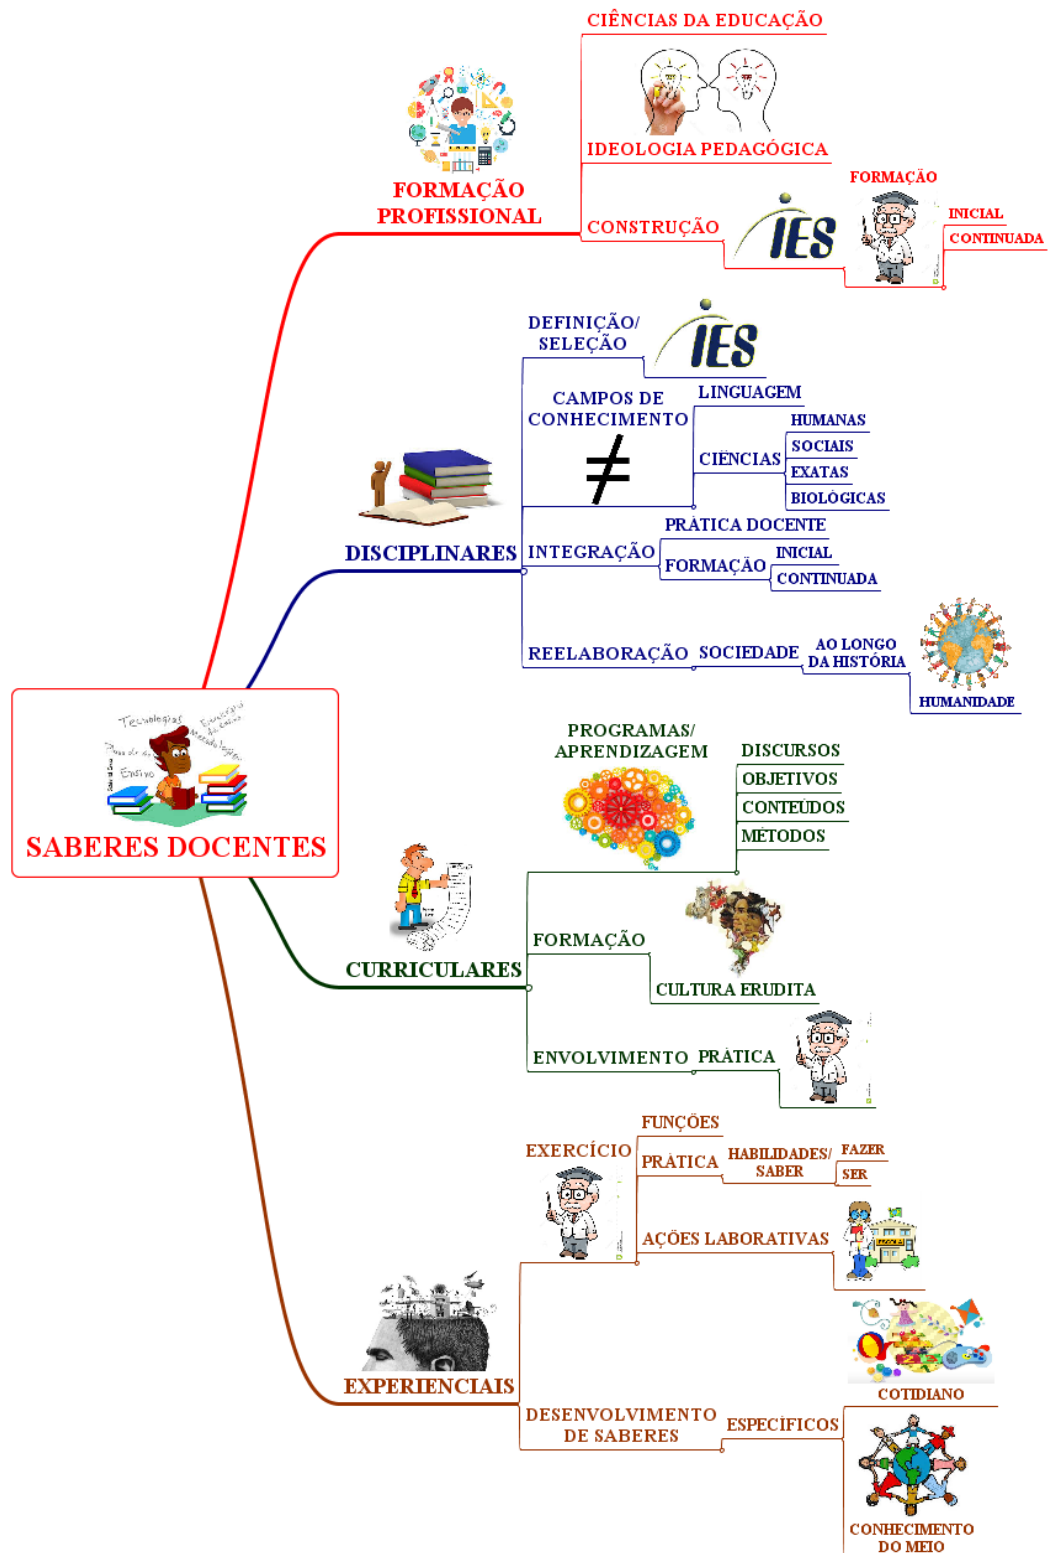 CIÊNCIAS DA EDUCAÇÃO
IDEOLOGIA PEDAGÓGICA
FORMAÇÃO
PROFISSIONAL
CONSTRUÇÃO
IES
FORMAÇÃO
INICIAL
CONTINUADA
DEFINIÇÃO/
SELEÇÃO
IES
CAMPOS DE
CONHECIMENTO
≠
LINGUAGEM
CIÊNCIAS
HUMANAS
SOCIAIS
EXATAS
BIOLÓGICAS
DISCIPLINARES
INTEGRAÇÃO
PRÁTICA DOCENTE
FORMAÇÃO
INICIAL
CONTINUADA
REELABORAÇÃO
SOCIEDADE
AO LONGO
DA HISTÓRIA
HUMANIDADE
Tecnologias
Ensino
SABERES DOCENTES
PROGRAMAS/
APRENDIZAGEM
DISCURSOS
OBJETIVOS
CONTEÚDOS
MÉTODOS
CURRICULARES
FORMAÇÃO
CULTURA ERUDITA
ENVOLVIMENTO
PRÁTICA
EXERCÍCIO
FUNÇÕES
PRÁTICA
HABILIDADES/
SABER
FAZER
SER
AÇÕES LABORATIVAS
ESCOLA
EXPERIENCIAIS
DESENVOLVIMENTO
DE SABERES
ESPECÍFICOS
COTIDIANO
CONHECIMENTO
DO MEIO